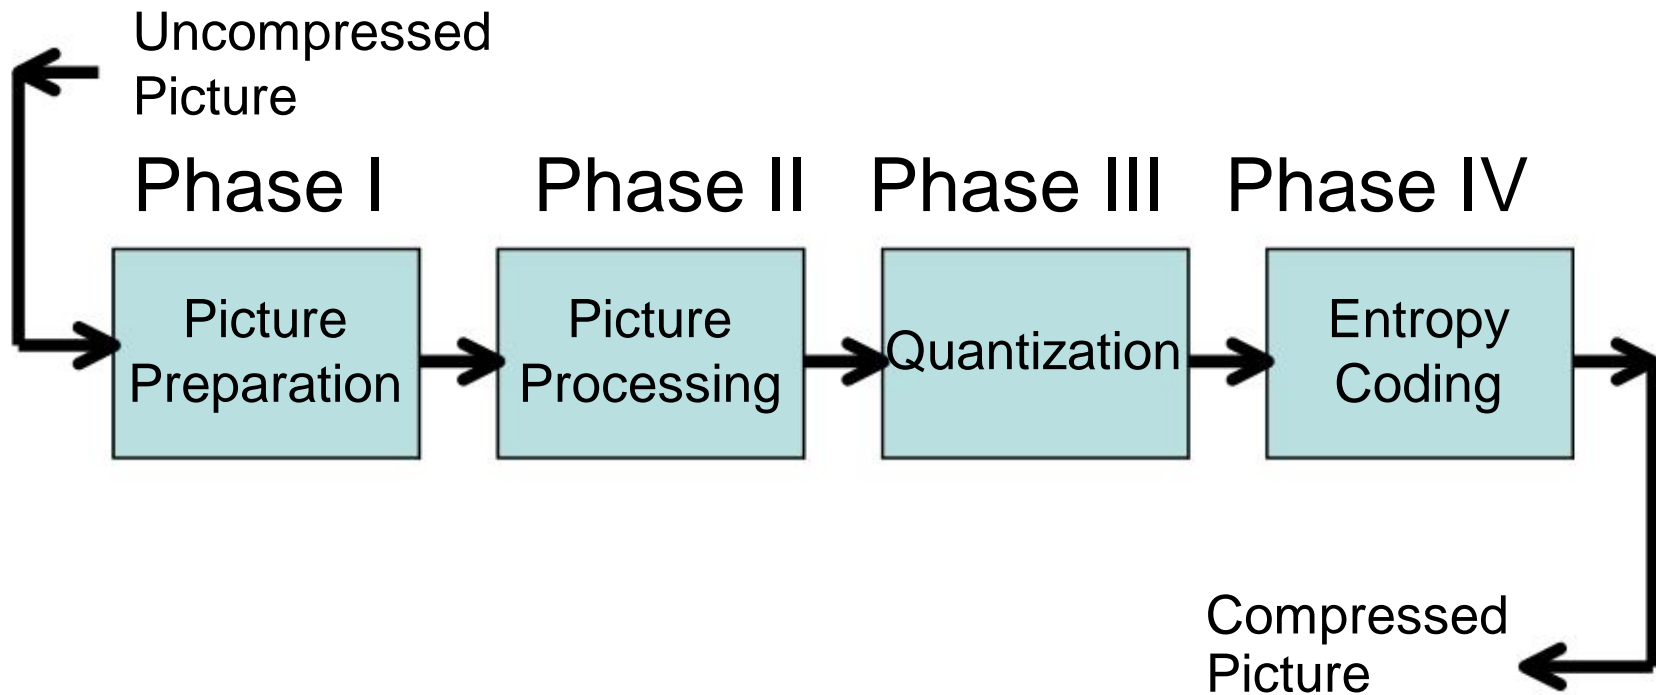 Uncompressed
Picture
Phase I
Phase II
Phase III
Phase IV
Picture
Preparation
Picture
Processing
Quantization
Entropy
Coding
Compressed
Picture